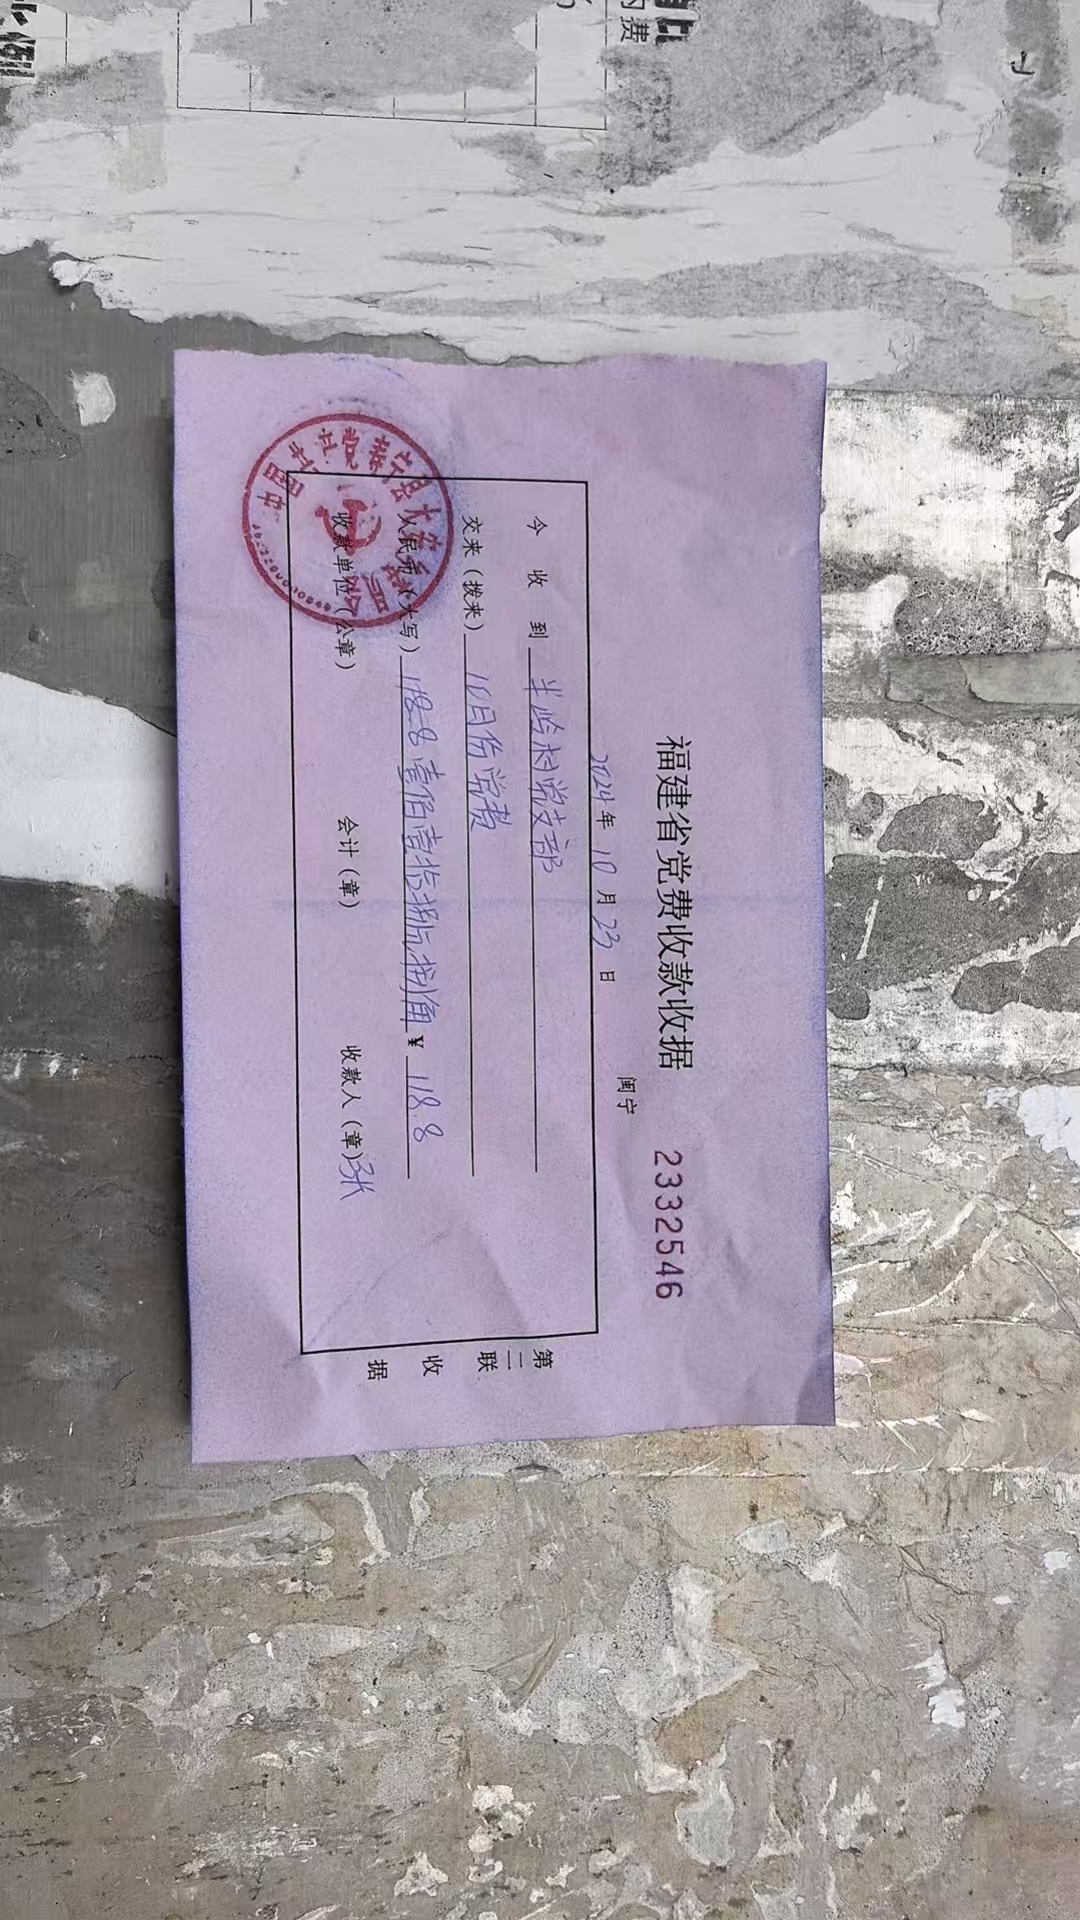 福建省党费收款收据
闽宁 2332546
2024年10月23日
今收到 半岭村党支部
交来（拨来） 10月份党费
人民币（大写） 118.8 壹佰壹拾捌元捌角 ¥ 118.8
收款单位（公章） 会计（章） 收款人（章） 张
第二联 收据